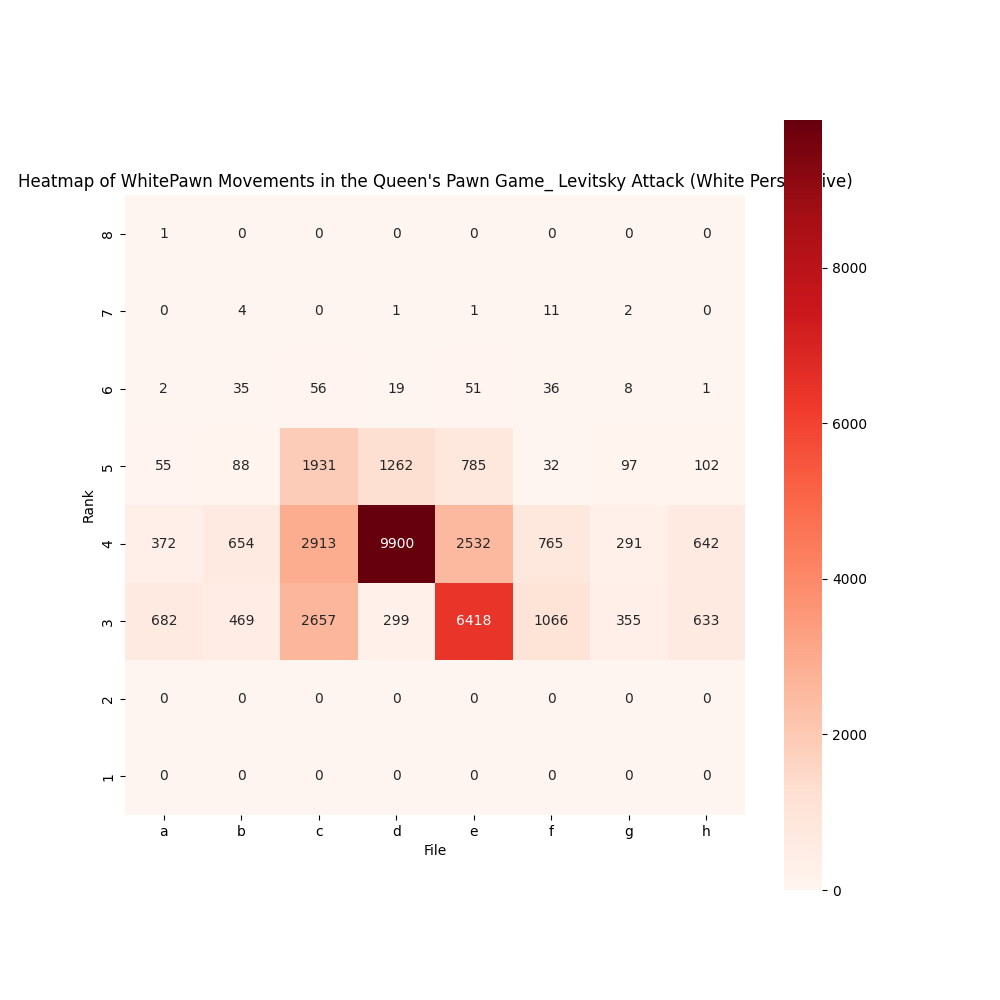 Heatmap of WhitePawn Movements in the Queen's Pawn Game_ Levitsky Attack (White Pers ive)
8 1 0 0 0 0 0 0 0
7 0 4 0 1 1 11 2 0
6 2 35 56 19 51 36 8 1
5 55 88 1931 1262 785 32 97 102
4 372 654 2913 9900 2532 765 291 642
3 682 469 2657 299 6418 1066 355 633
2 0 0 0 0 0 0 0 0
1 0 0 0 0 0 0 0 0
a b c d e f g h
File
Rank
8000
6000
4000
2000
0